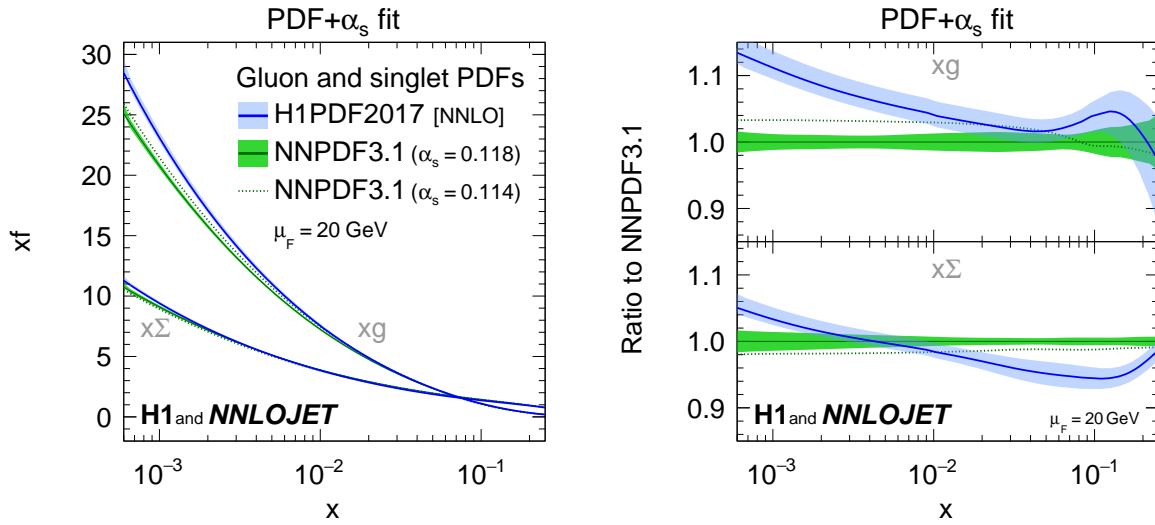 PDF+αₛ fit
30
25
20
15
10
5
0
xf
Gluon and singlet PDFs
H1PDF2017 [NNLO]
NNPDF3.1 (αₛ = 0.118)
NNPDF3.1 (αₛ = 0.114)
μ_F = 20 GeV
xΣ
xg
H1 and NNLOJET
10⁻³ 10⁻² 10⁻¹
x
PDF+αₛ fit
Ratio to NNPDF3.1
1.1
1.0
0.9
xg
1.1
1.0
0.9
xΣ
H1 and NNLOJET
μ_F = 20 GeV
10⁻³ 10⁻² 10⁻¹
x